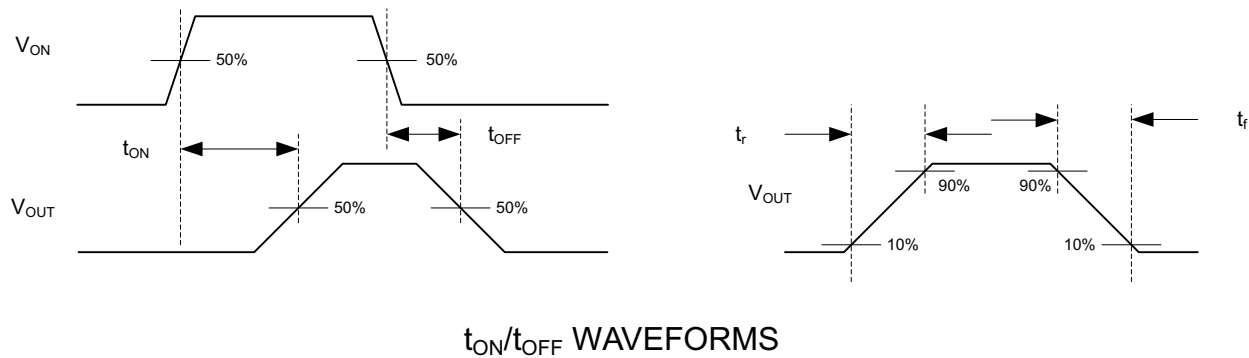 V_ON
50%
50%
t_ON
t_OFF
V_OUT
50%
50%
t_r
t_f
V_OUT
90%
90%
10%
10%
t_ON/t_OFF WAVEFORMS